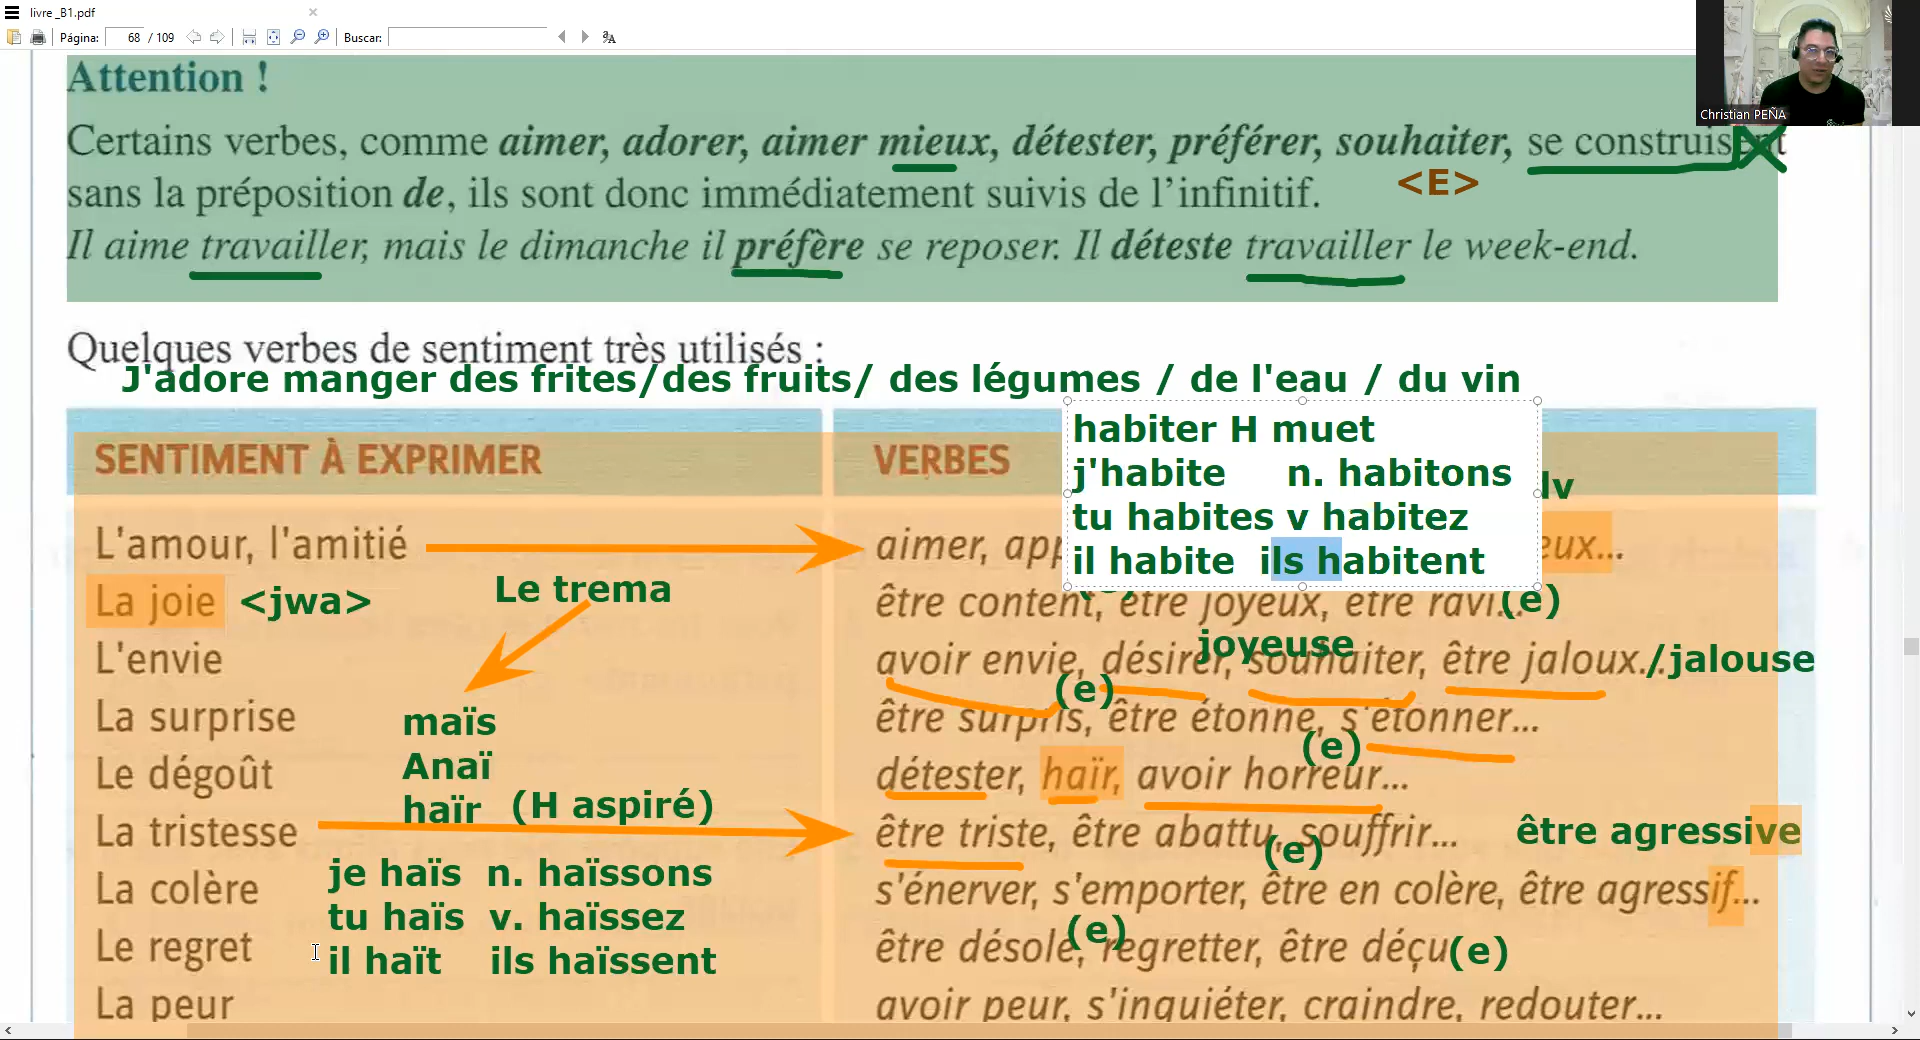 livre _B1.pdf
Página: 68 / 109 Buscar:
Christian PEÑA
Attention !
Certains verbes, comme aimer, adorer, aimer mieux, détester, préférer, souhaiter, se construisent
<E>
sans la préposition de, ils sont donc immédiatement suivis de l'infinitif.
Il aime travailler, mais le dimanche il préfère se reposer. Il déteste travailler le week-end.
Quelques verbes de sentiment très utilisés :
J'adore manger des frites/des fruits/ des légumes / de l'eau / du vin
SENTIMENT À EXPRIMER VERBES
habiter H muet
j'habite n. habitons
tu habites v habitez
il habite ils habitent
L'amour, l'amitié aimer,
La joie <jwa> être content, être joyeux, être ravi... (e)
Le trema
joyeuse
L'envie avoir envie, désirer, souhaiter, être jaloux... /jalouse
(e)
La surprise être surpris, être étonné, s'étonner...
(e)
maïs
Anaï
haïr (H aspiré)
Le dégoût détester, haïr, avoir horreur...
La tristesse être triste, être abattu, souffrir... être agressive
(e)
je haïs n. haïssons
tu haïs v. haïssez
il haït ils haïssent
La colère s'énerver, s'emporter, être en colère, être agressif...
(e)
Le regret être désolé, regretter, être déçu (e)
La peur avoir peur, s'inquiéter, craindre, redouter...